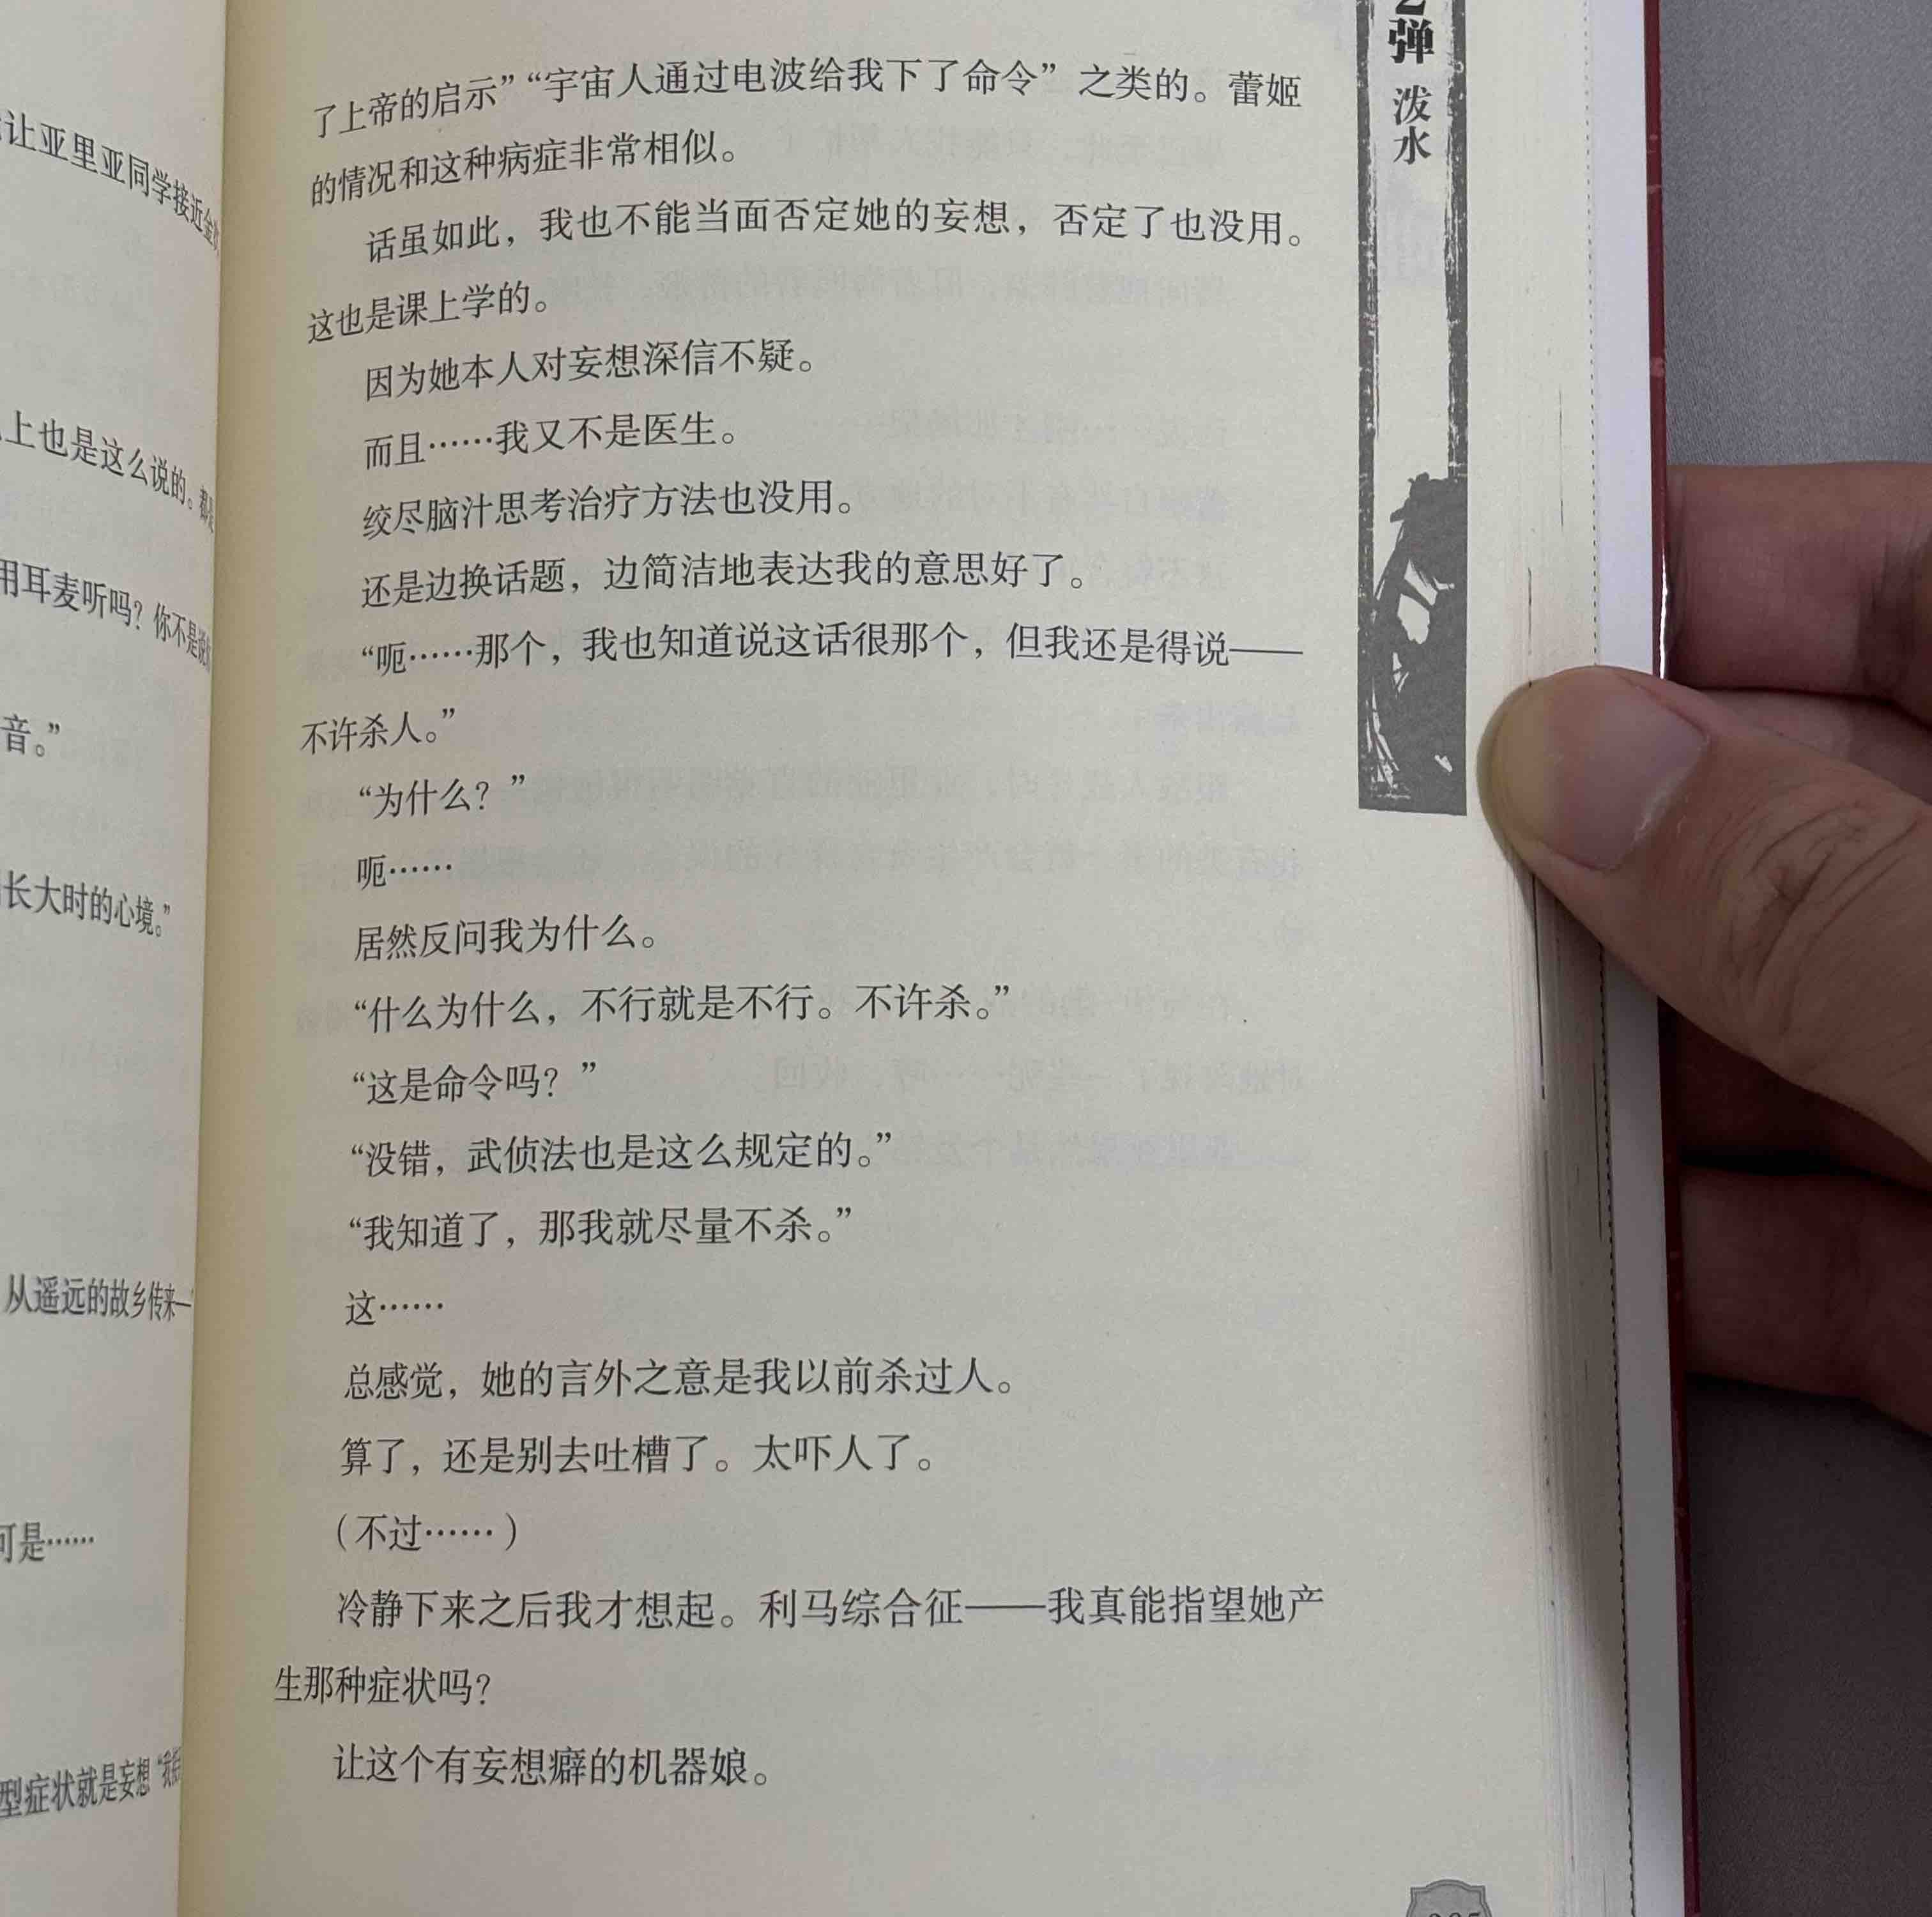 让亚里亚同学接近金
上也是这么说的。都是
用耳麦听吗？你不是说
音。”
长大时的心境。”
从遥远的故乡传来—
可是……
型症状就是妄想“我
弹 泼水
了上帝的启示”“宇宙人通过电波给我下了命令”之类的。蕾姬
的情况和这种病症非常相似。
话虽如此，我也不能当面否定她的妄想，否定了也没用。
这也是课上学的。
因为她本人对妄想深信不疑。
而且……我又不是医生。
绞尽脑汁思考治疗方法也没用。
还是边换话题，边简洁地表达我的意思好了。
“呃……那个，我也知道说这话很那个，但我还是得说——
不许杀人。”
“为什么？”
呃……
居然反问我为什么。
“什么为什么，不行就是不行。不许杀。”
“这是命令吗？”
“没错，武侦法也是这么规定的。”
“我知道了，那我就尽量不杀。”
这……
总感觉，她的言外之意是我以前杀过人。
算了，还是别去吐槽了。太吓人了。
（不过……）
冷静下来之后我才想起。利马综合征——我真能指望她产
生那种症状吗？
让这个有妄想癖的机器娘。